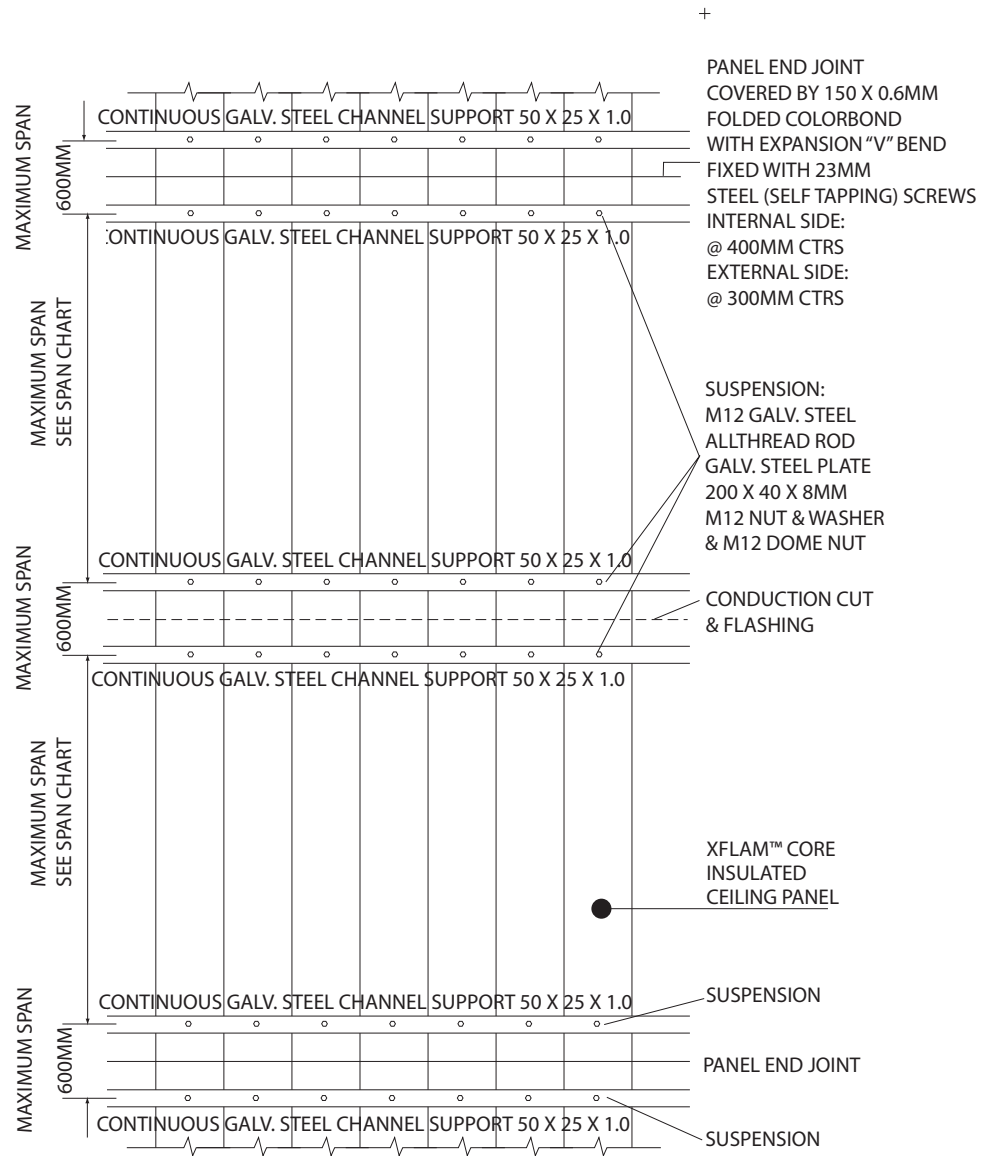 PANEL END JOINT
COVERED BY 150 X 0.6MM
FOLDED COLORBOND
WITH EXPANSION “V” BEND
FIXED WITH 23MM
STEEL (SELF TAPPING) SCREWS
INTERNAL SIDE:
@ 400MM CTRS
EXTERNAL SIDE:
@ 300MM CTRS
MAXIMUM SPAN
600MM
CONTINUOUS GALV. STEEL CHANNEL SUPPORT 50 X 25 X 1.0
CONTINUOUS GALV. STEEL CHANNEL SUPPORT 50 X 25 X 1.0
MAXIMUM SPAN
SEE SPAN CHART
SUSPENSION:
M12 GALV. STEEL
ALLTHREAD ROD
GALV. STEEL PLATE
200 X 40 X 8MM
M12 NUT & WASHER
& M12 DOME NUT
CONTINUOUS GALV. STEEL CHANNEL SUPPORT 50 X 25 X 1.0
MAXIMUM SPAN
600MM
CONDUCTION CUT
& FLASHING
CONTINUOUS GALV. STEEL CHANNEL SUPPORT 50 X 25 X 1.0
MAXIMUM SPAN
SEE SPAN CHART
XFLAM™ CORE
INSULATED
CEILING PANEL
CONTINUOUS GALV. STEEL CHANNEL SUPPORT 50 X 25 X 1.0
SUSPENSION
MAXIMUM SPAN
600MM
PANEL END JOINT
CONTINUOUS GALV. STEEL CHANNEL SUPPORT 50 X 25 X 1.0
SUSPENSION